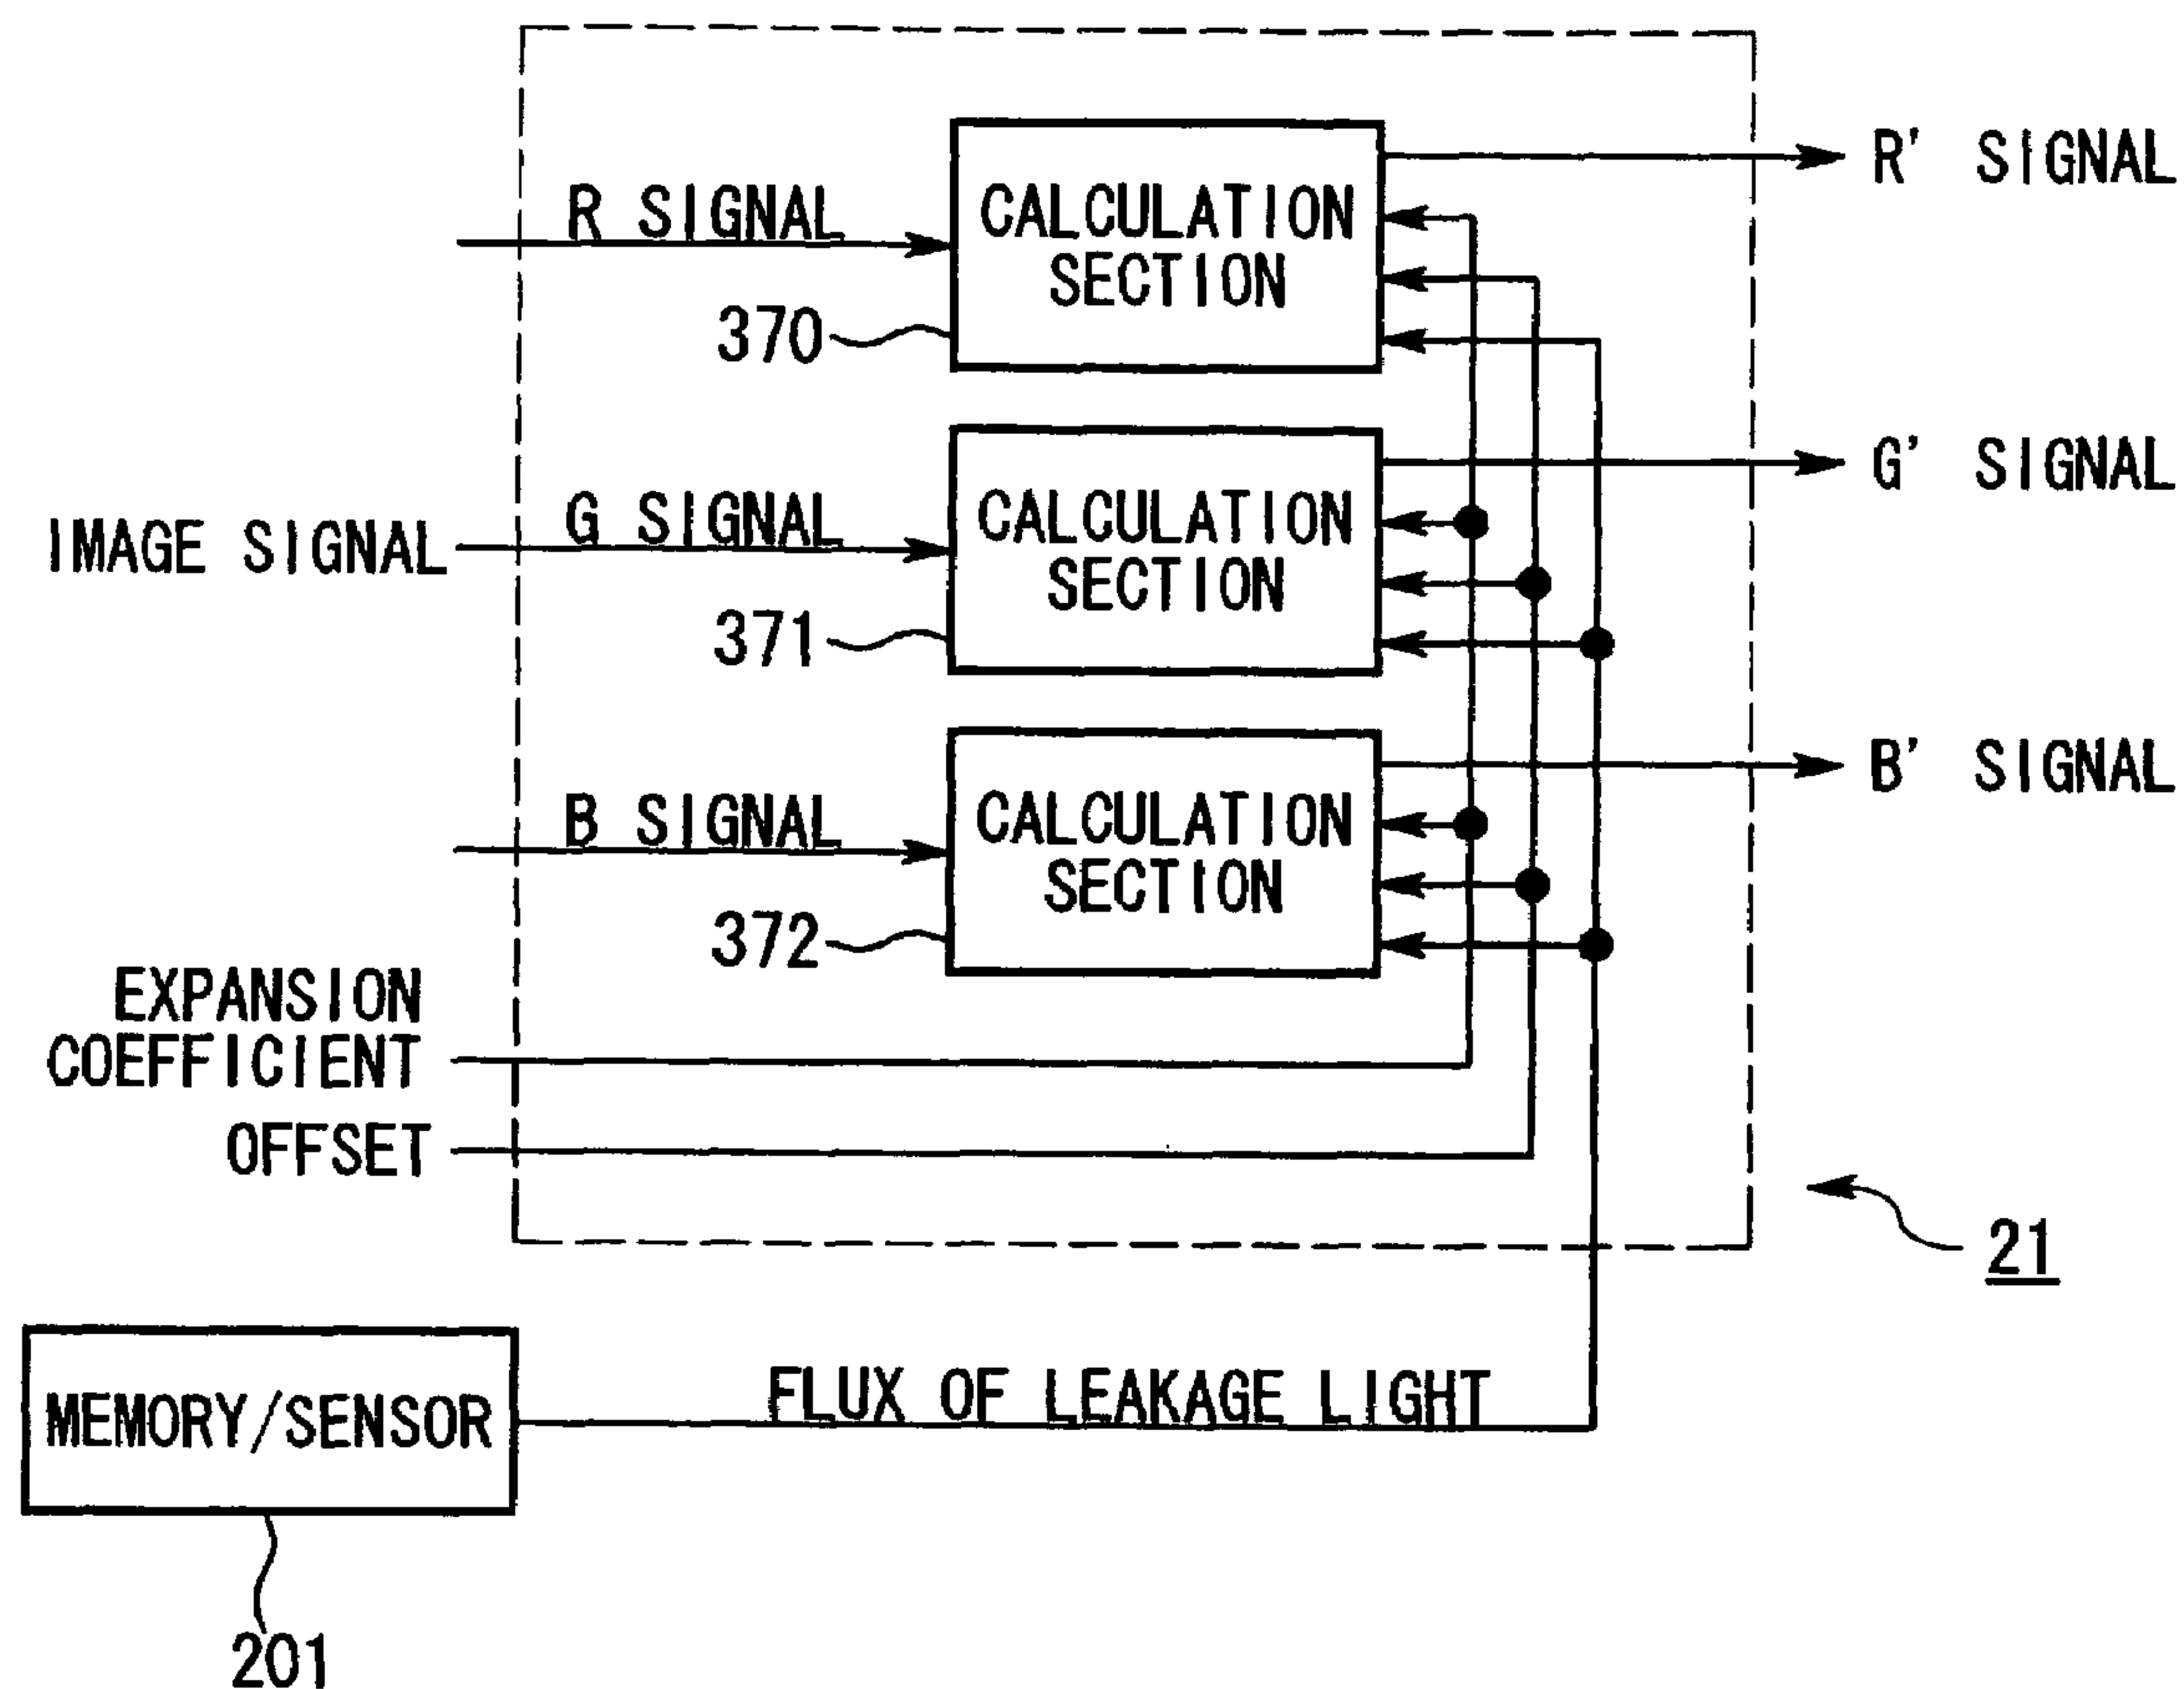 R' SIGNAL
R SIGNAL
CALCULATION
SECTION
370
G' SIGNAL
IMAGE SIGNAL
G SIGNAL
CALCULATION
SECTION
371
B' SIGNAL
B SIGNAL
CALCULATION
SECTION
372
EXPANSION
COEFFICIENT
OFFSET
21
MEMORY/SENSOR
FLUX OF LEAKAGE LIGHT
201